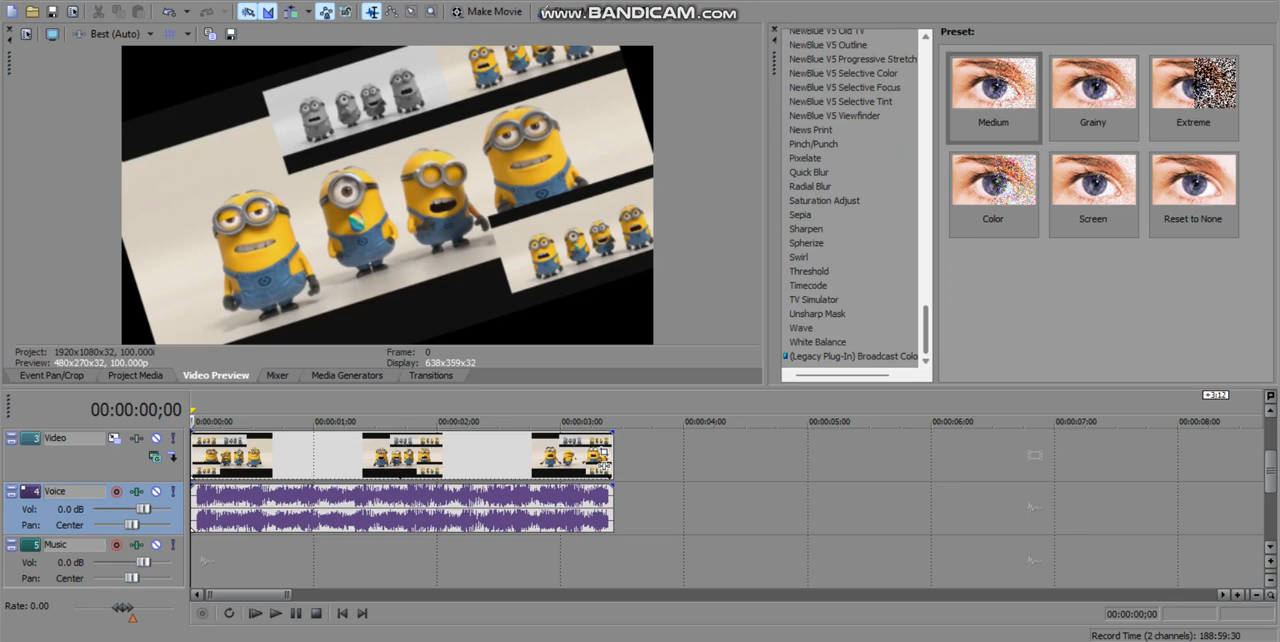 Make Movie
www.BANDICAM.com
Best (Auto)
Project: 1920x1080x32, 100.000i
Frame: 0
Preview: 480x270x32, 100.000p
Display: 638x359x32
Event Pan/Crop
Project Media
Video Preview
Mixer
Media Generators
Transitions
NewBlue V5 Old TV
NewBlue V5 Outline
NewBlue V5 Progressive Stretch
NewBlue V5 Selective Color
NewBlue V5 Selective Focus
NewBlue V5 Selective Tint
NewBlue V5 Viewfinder
News Print
Pinch/Punch
Pixelate
Quick Blur
Radial Blur
Saturation Adjust
Sepia
Sharpen
Spherize
Swirl
Threshold
Timecode
TV Simulator
Unsharp Mask
Wave
White Balance
(Legacy Plug-In) Broadcast Colo
Preset:
Medium
Grainy
Extreme
Color
Screen
Reset to None
+3;12
00:00:00;00
00:00:00;00
00:00:01;00
00:00:02;00
00:00:03;00
00:00:04;00
00:00:05;00
00:00:06;00
00:00:07;00
00:00:08;00
3 Video
4 Voice
Vol: 0.0 dB
Pan: Center
5 Music
Vol: 0.0 dB
Pan: Center
Rate: 0.00
00:00:00;00
Record Time (2 channels): 188:59:30